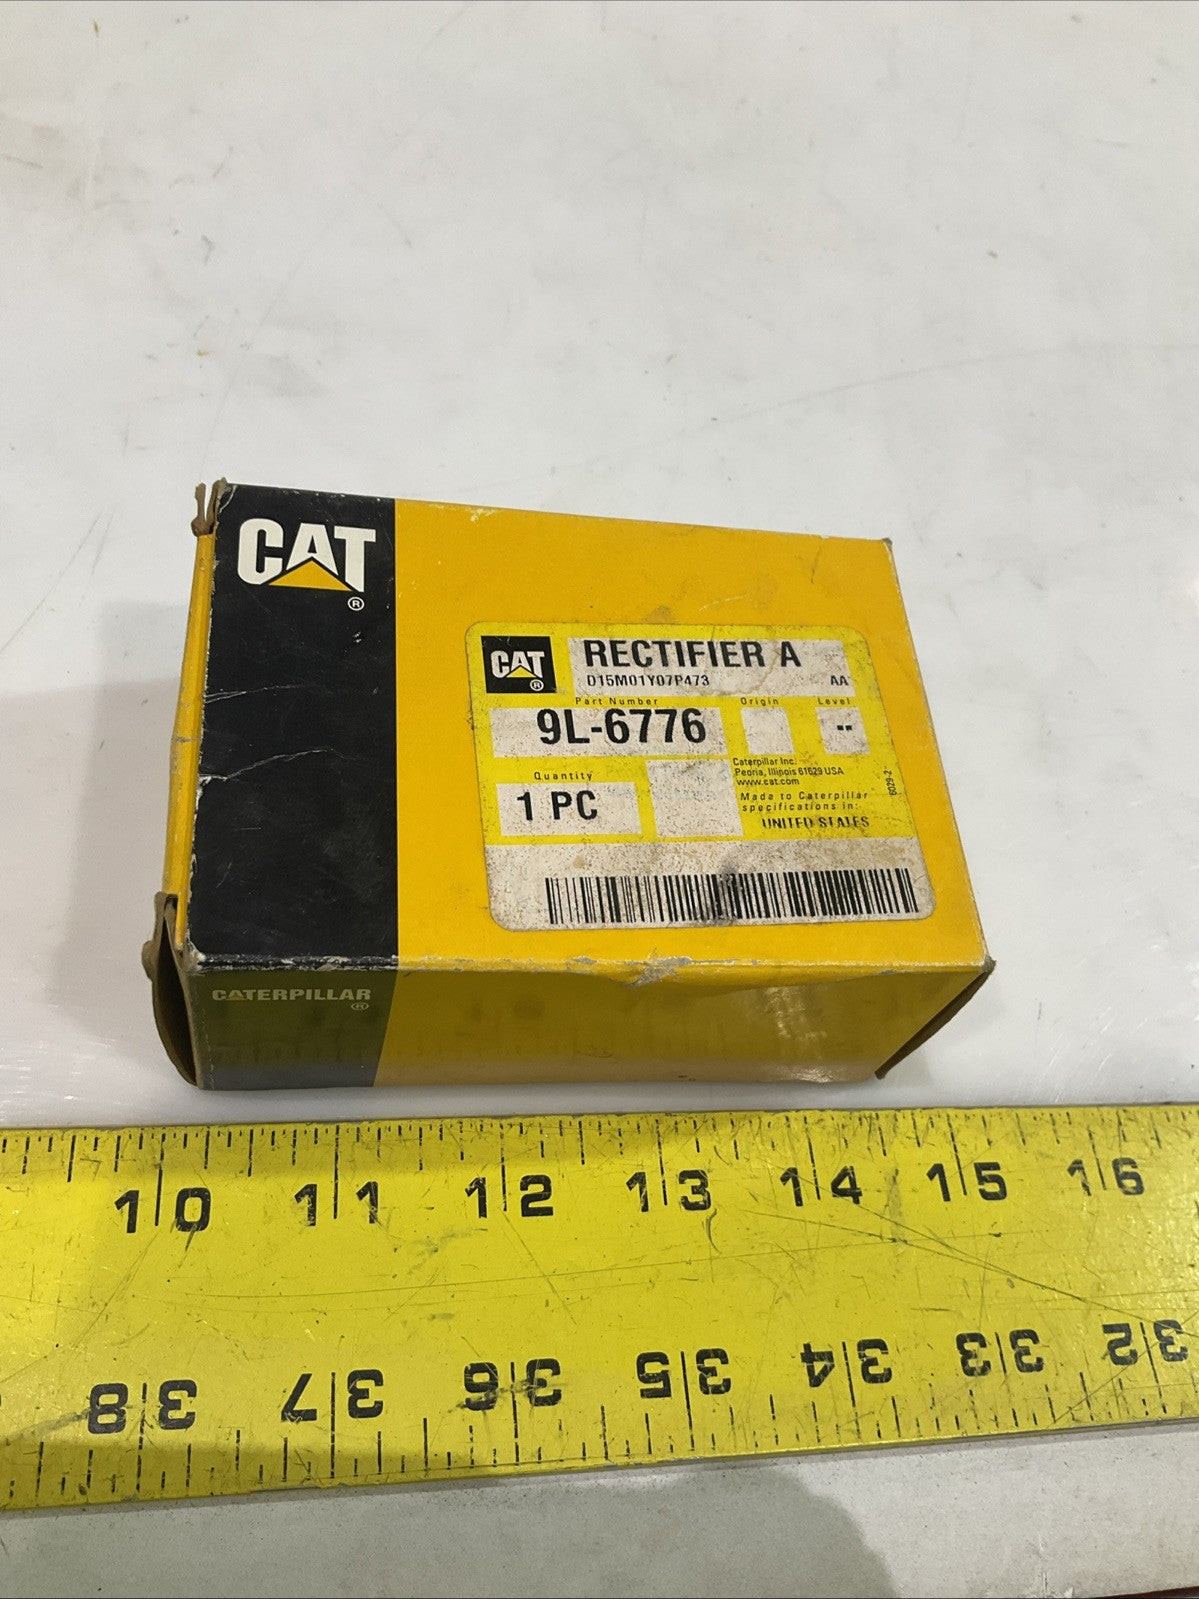 CAT
®
CAT
®
RECTIFIER A
D15M01Y07P473 AA
Part Number Origin Level
9L-6776 --
Quantity
1 PC
Caterpillar Inc.
Peoria, Illinois 61629 USA
www.cat.com
Made to Caterpillar
specifications in:
UNITED STATES
6029-2
CATERPILLAR
®
10 11 12 13 14 15 16
38 37 36 35 34 33 32